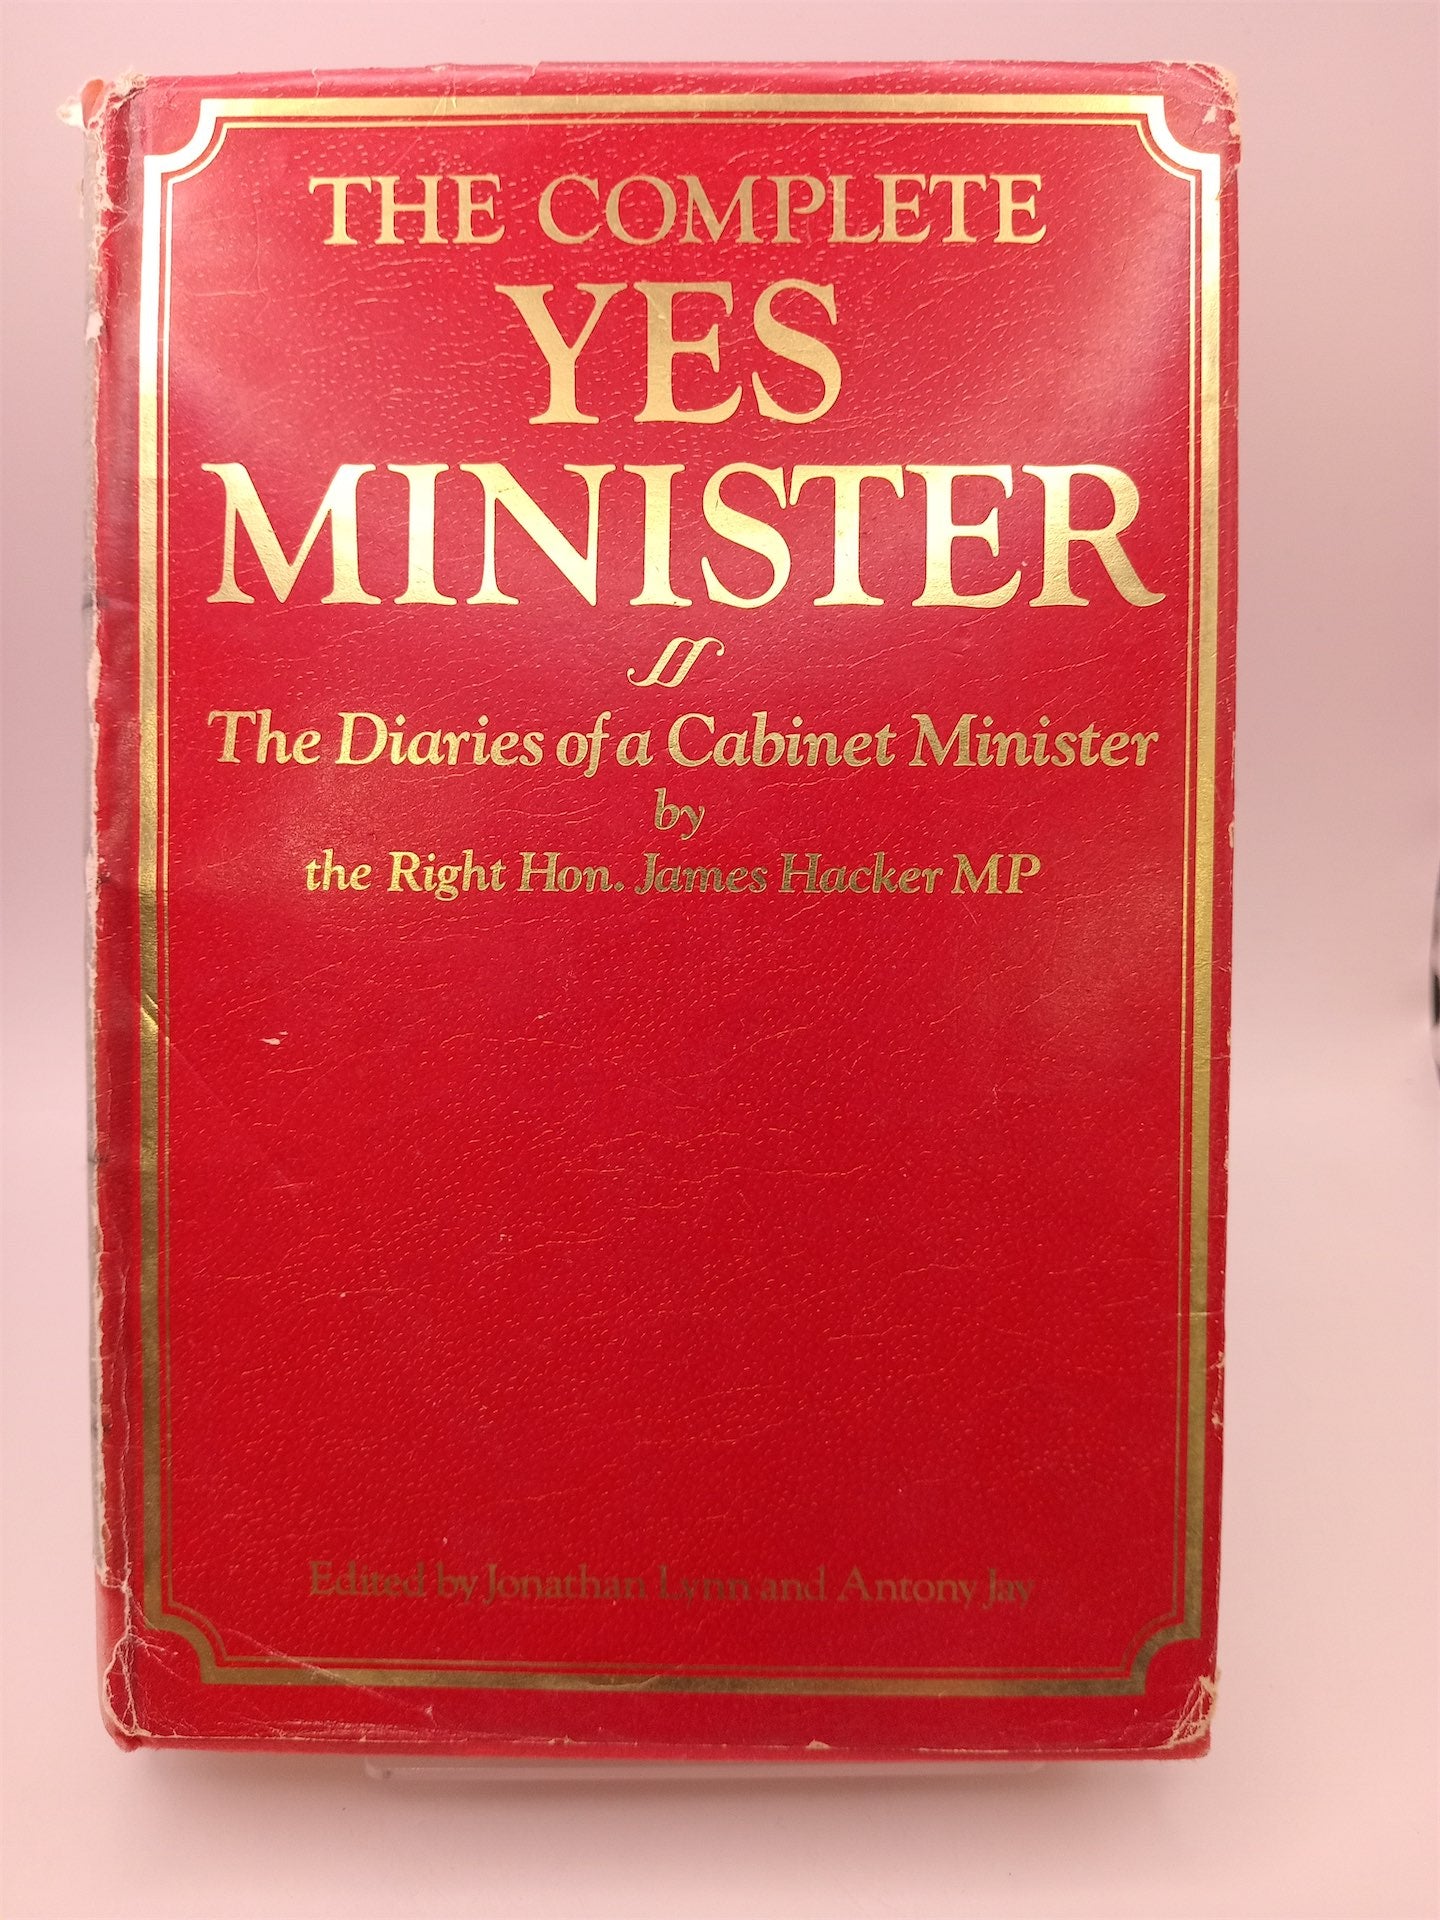 THE COMPLETE
YES
MINISTER
The Diaries of a Cabinet Minister
by
the Right Hon. James Hacker MP
Edited by Jonathan Lynn and Antony Jay